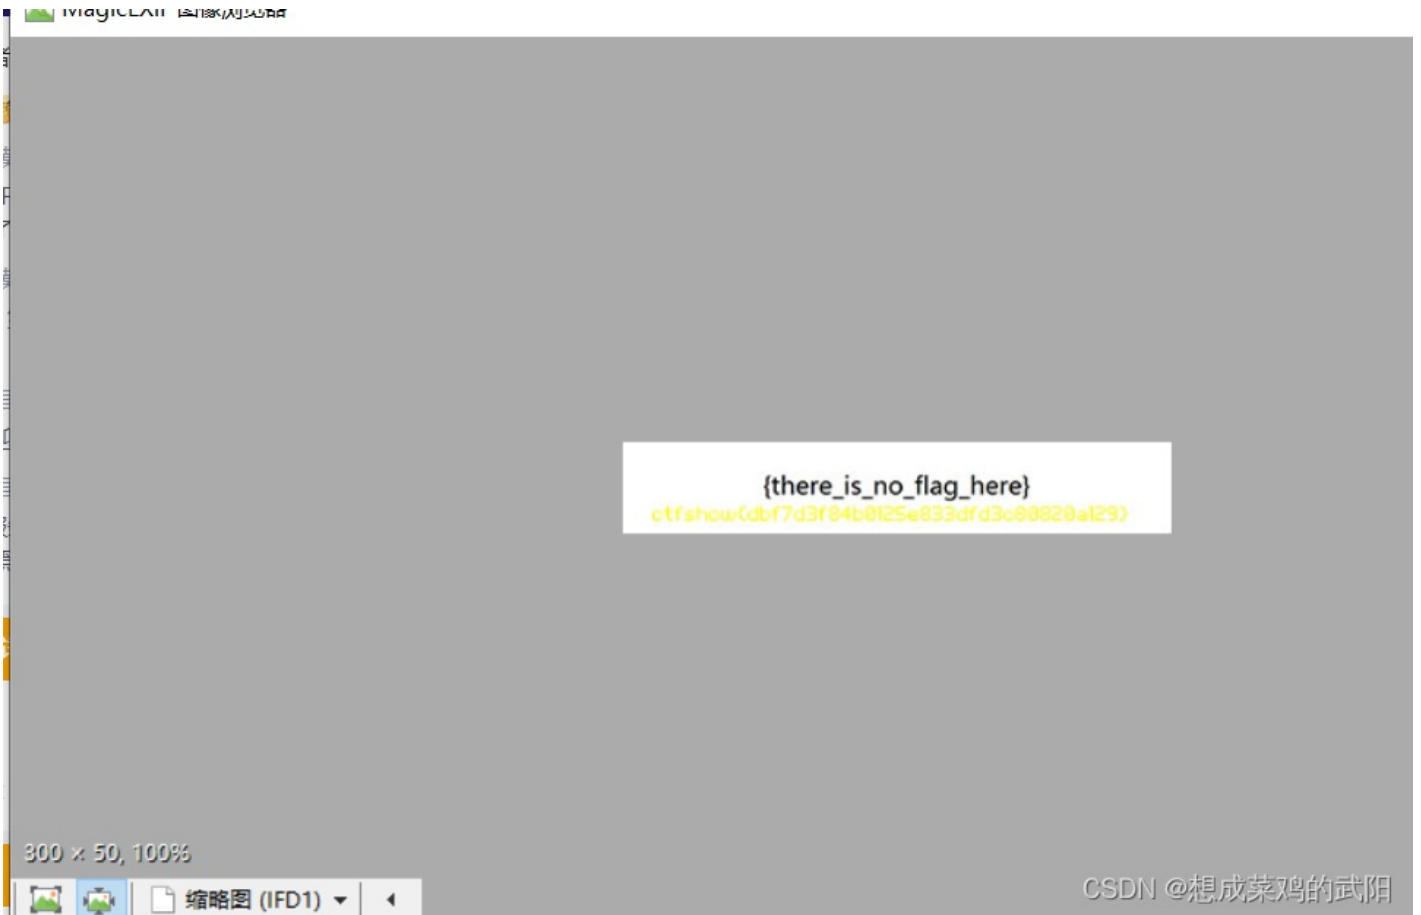 MagicEXIF 图像浏览器
{there_is_no_flag_here}
ctfshow{dbf7d3f84b0125e833dfd3c80820a129}
300 × 50, 100%
缩略图 (IFD1)
CSDN @想成菜鸡的武阳